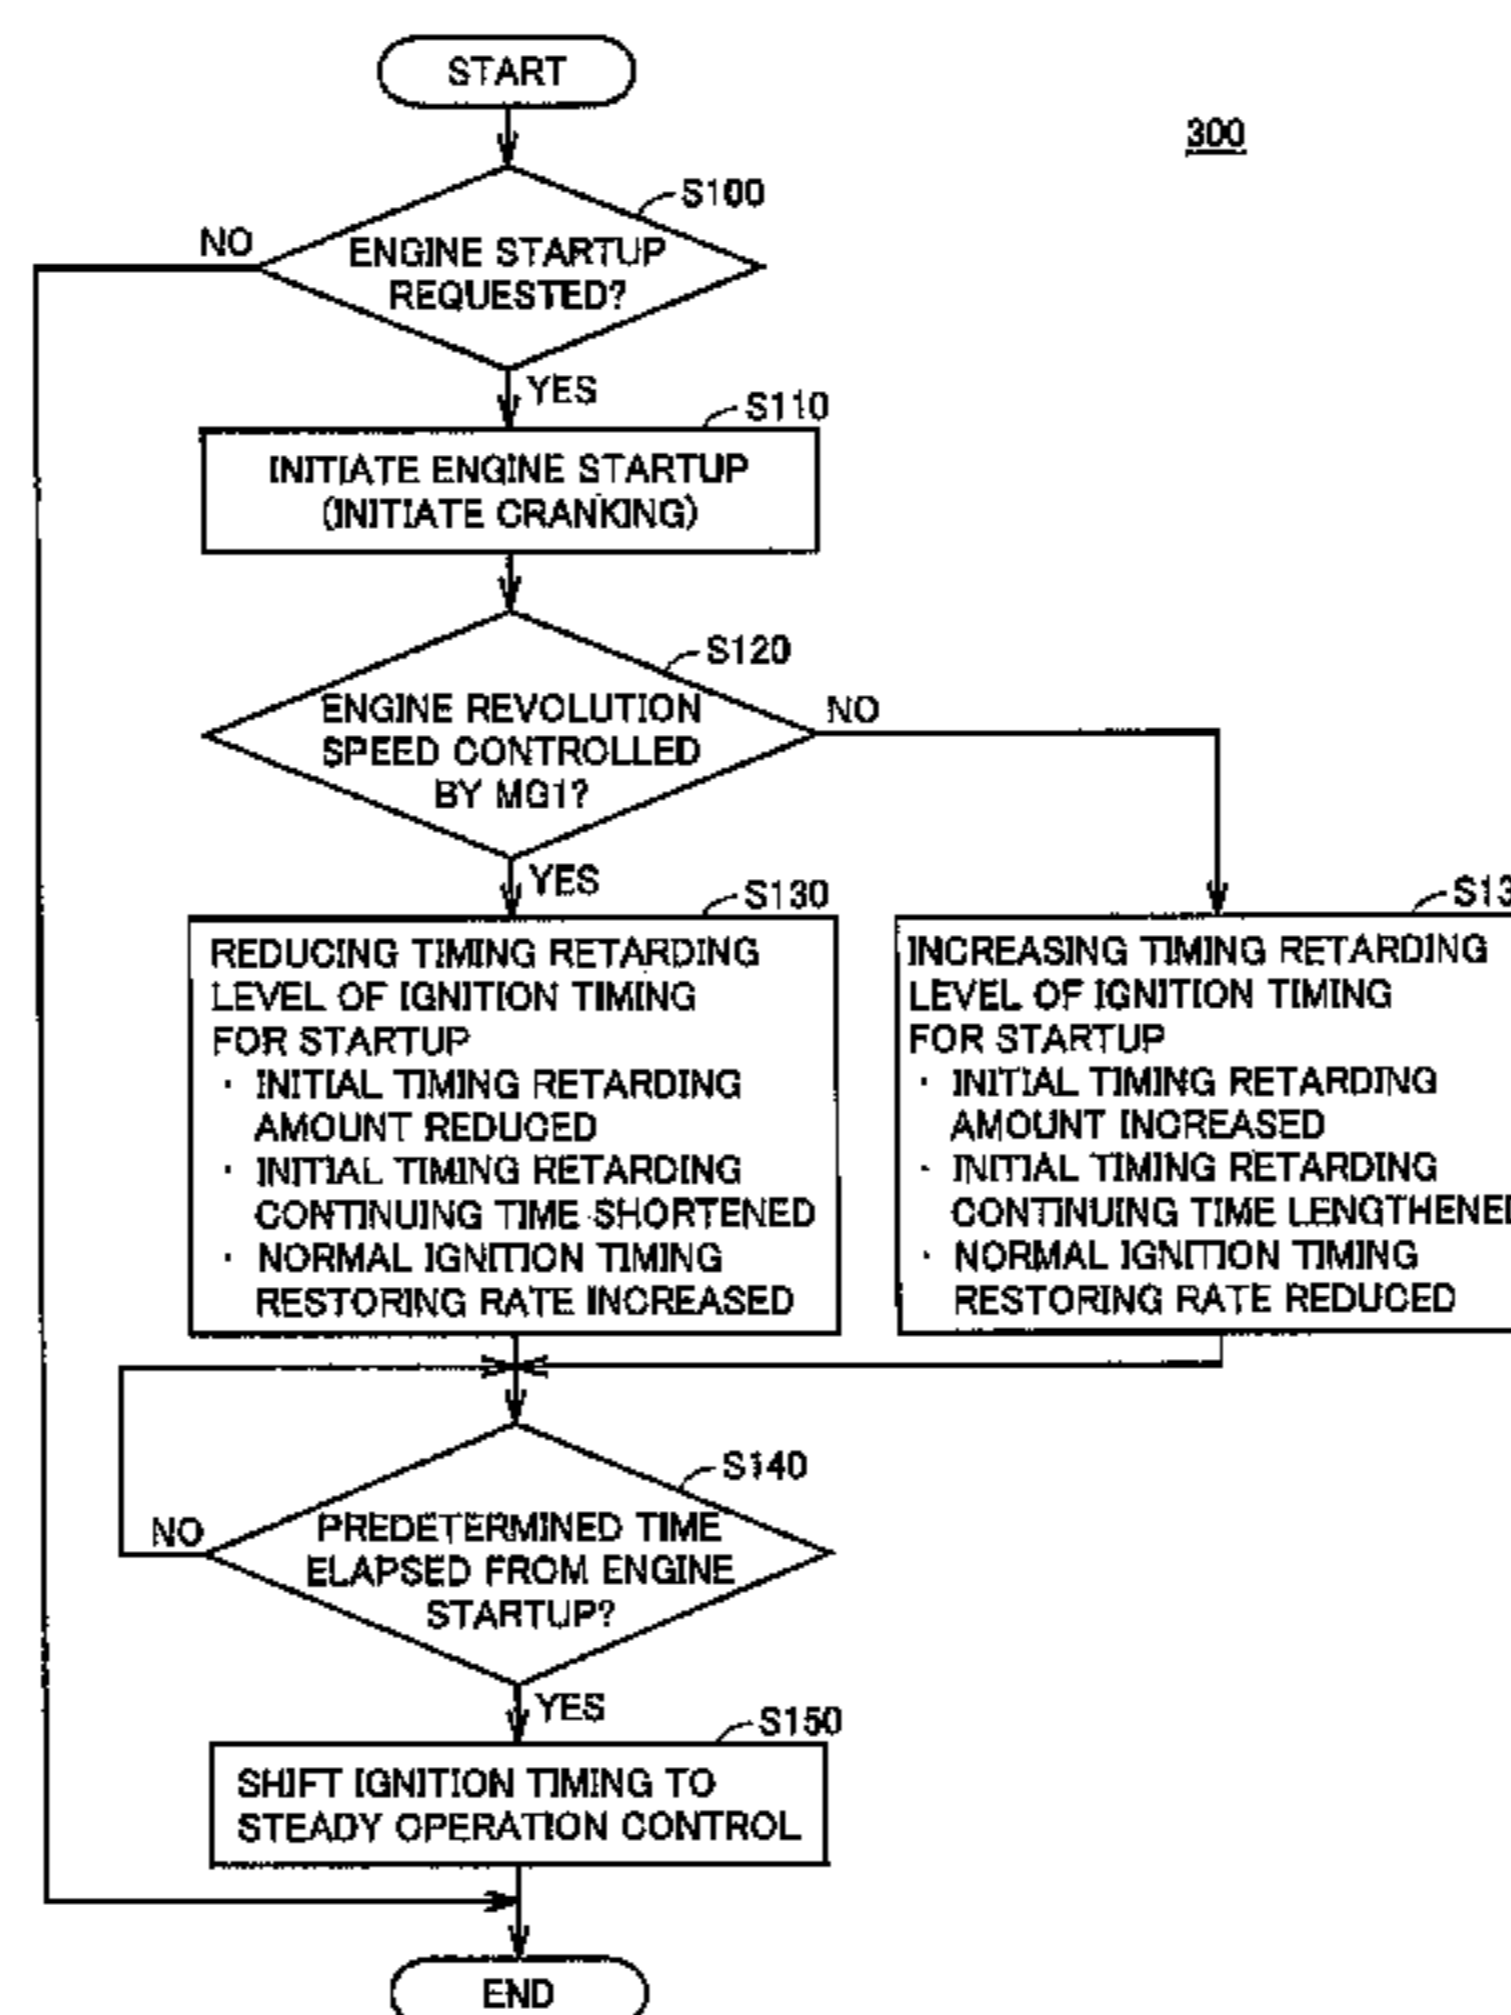 START
300
S100
NO
ENGINE STARTUP
REQUESTED?
YES
S110
INITIATE ENGINE STARTUP
(INITIATE CRANKING)
S120
ENGINE REVOLUTION
SPEED CONTROLLED
BY MG1?
NO
YES
S130
REDUCING TIMING RETARDING
LEVEL OF IGNITION TIMING
FOR STARTUP
· INITIAL TIMING RETARDING
AMOUNT REDUCED
· INITIAL TIMING RETARDING
CONTINUING TIME SHORTENED
· NORMAL IGNITION TIMING
RESTORING RATE INCREASED
INCREASING TIMING RETARDING
LEVEL OF IGNITION TIMING
FOR STARTUP
· INITIAL TIMING RETARDING
AMOUNT INCREASED
· INITIAL TIMING RETARDING
CONTINUING TIME LENGTHENED
· NORMAL IGNITION TIMING
RESTORING RATE REDUCED
S140
NO
PREDETERMINED TIME
ELAPSED FROM ENGINE
STARTUP?
YES
S150
SHIFT IGNITION TIMING TO
STEADY OPERATION CONTROL
END